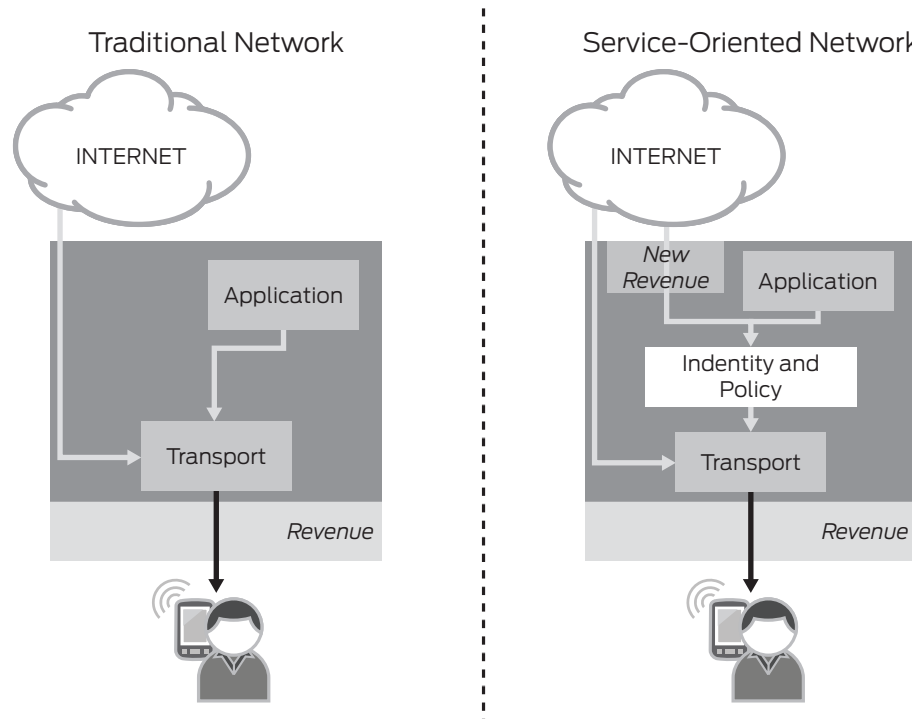 Traditional Network
INTERNET
Application
Transport
Revenue
Service-Oriented Network
INTERNET
New
Revenue
Application
Indentity and
Policy
Transport
Revenue